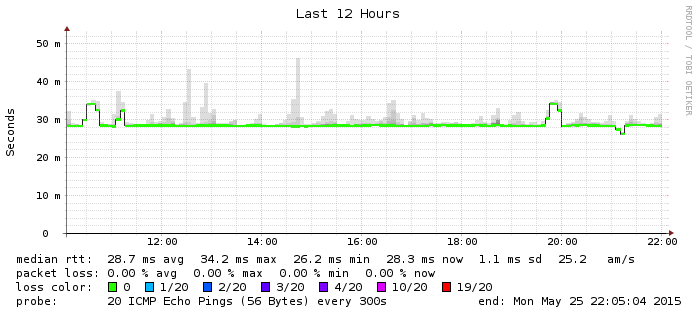 Last 12 Hours
RRDTOOL / TOBI OETIKER
Seconds
50 m
40 m
30 m
20 m
10 m
0
12:00 14:00 16:00 18:00 20:00 22:00
median rtt: 28.7 ms avg 34.2 ms max 26.2 ms min 28.3 ms now 1.1 ms sd 25.2 am/s
packet loss: 0.00 % avg 0.00 % max 0.00 % min 0.00 % now
loss color: 0 1/20 2/20 3/20 4/20 10/20 19/20
probe: 20 ICMP Echo Pings (56 Bytes) every 300s end: Mon May 25 22:05:04 2015